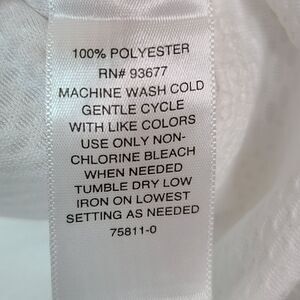 100% POLYESTER
RN# 93677
MACHINE WASH COLD
GENTLE CYCLE
WITH LIKE COLORS
USE ONLY NON-
CHLORINE BLEACH
WHEN NEEDED
TUMBLE DRY LOW
IRON ON LOWEST
SETTING AS NEEDED
75811-0